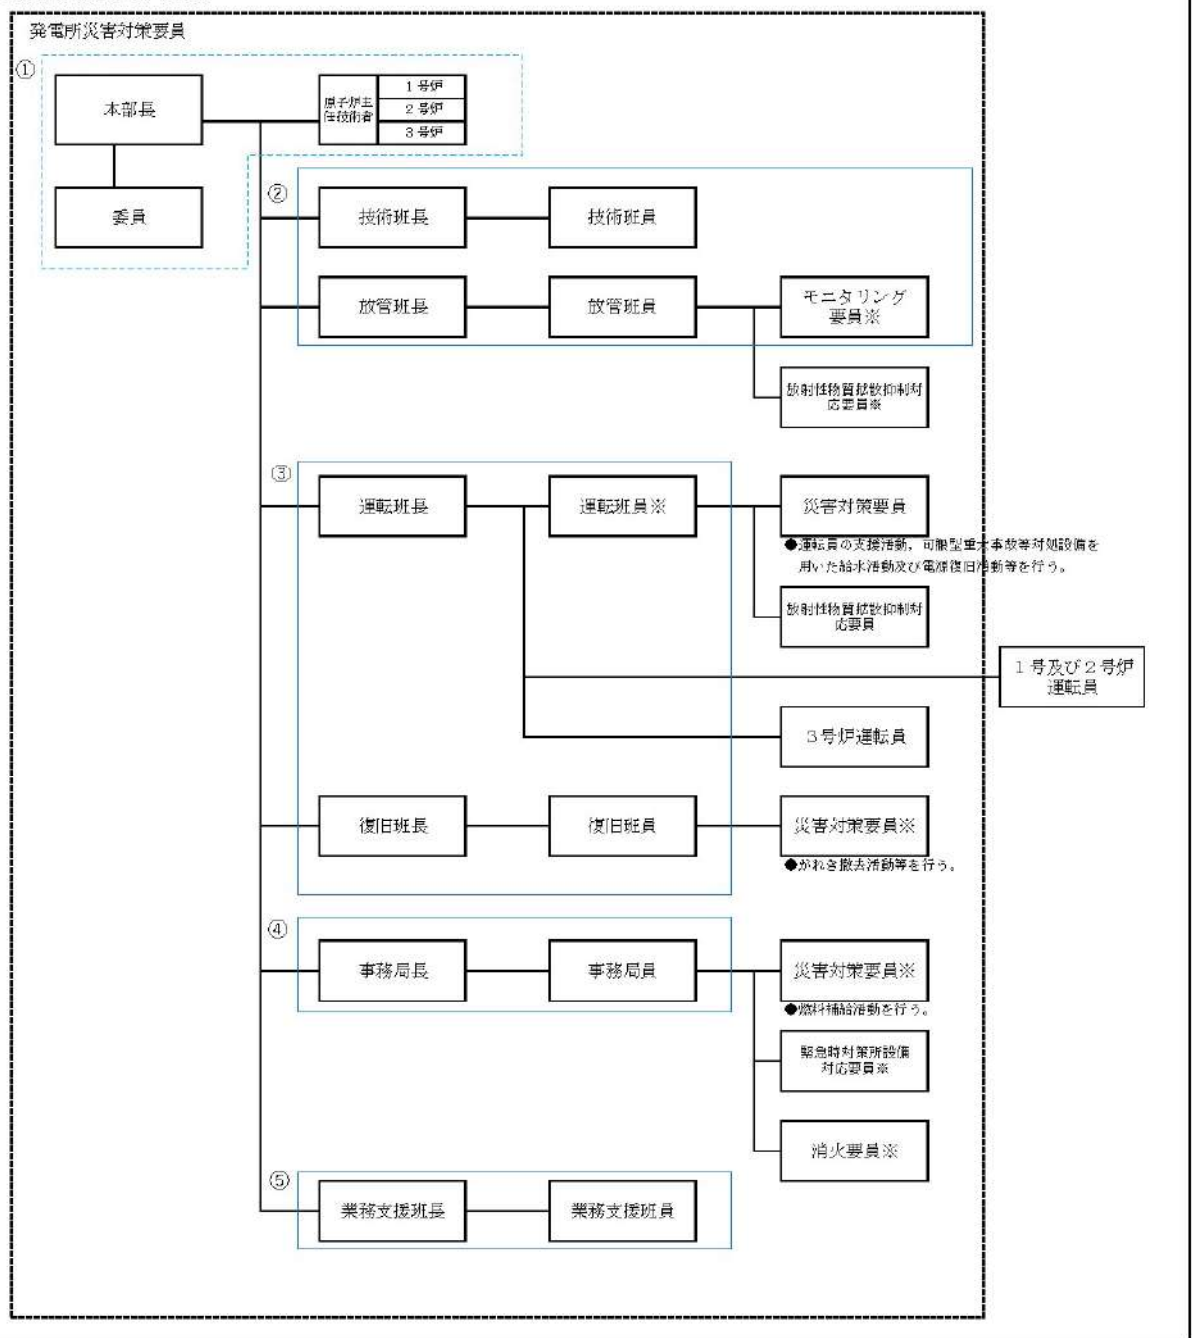 発電所災害対策要員
①
本部長
原子炉主
任技術者
1号炉
2号炉
3号炉
委員
②
技術班長
技術班員
放管班長
放管班員
モニタリング
要員※
放射性物質拡散抑制対
応要員※
③
運転班長
運転班員※
災害対策要員
●運転員の支援活動，可搬型重大事故等対処設備を
用いた給水活動及び電源復旧活動等を行う。
放射性物質拡散抑制対
応要員
1号及び2号炉
運転員
3号炉運転員
復旧班長
復旧班員
災害対策要員※
●がれき撤去活動等を行う。
④
事務局長
事務局員
災害対策要員※
●燃料補給活動を行う。
緊急時対策所設備
対応要員※
消火要員※
⑤
業務支援班長
業務支援班員